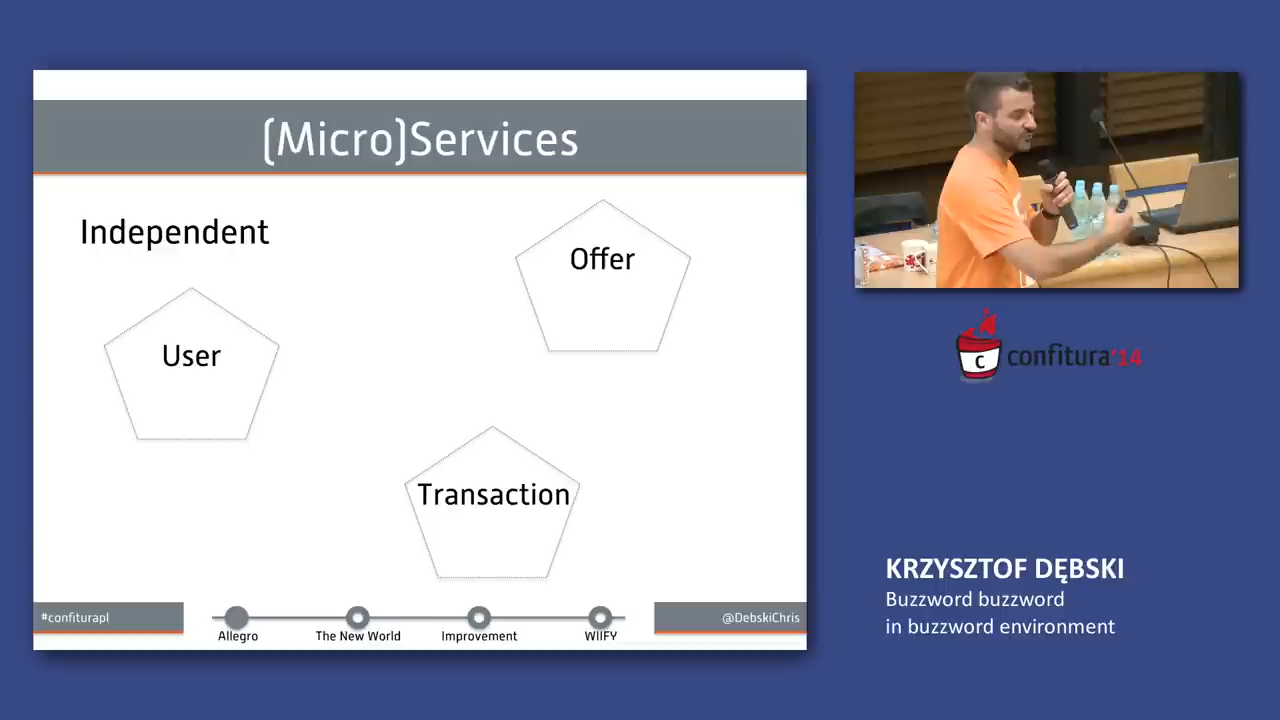 (Micro)Services
Independent
Offer
User
Transaction
#confiturapl
Allegro
The New World
Improvement
WIIFY
@DebskiChris
C
confitura'14
KRZYSZTOF DĘBSKI
Buzzword buzzword
in buzzword environment